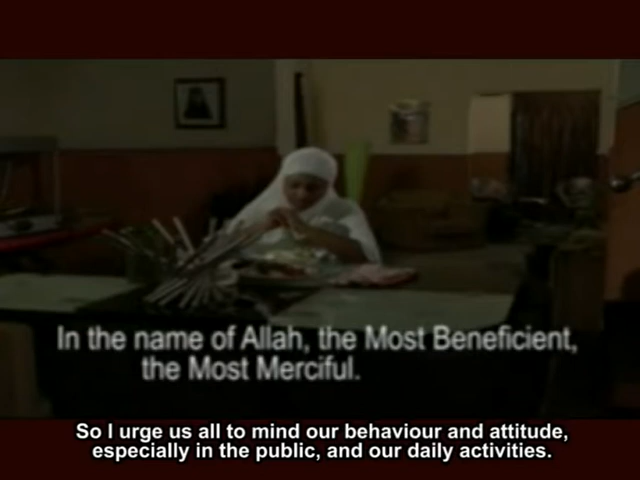 In the name of Allah, the Most Beneficient,
the Most Merciful.
So I urge us all to mind our behaviour and attitude,
especially in the public, and our daily activities.